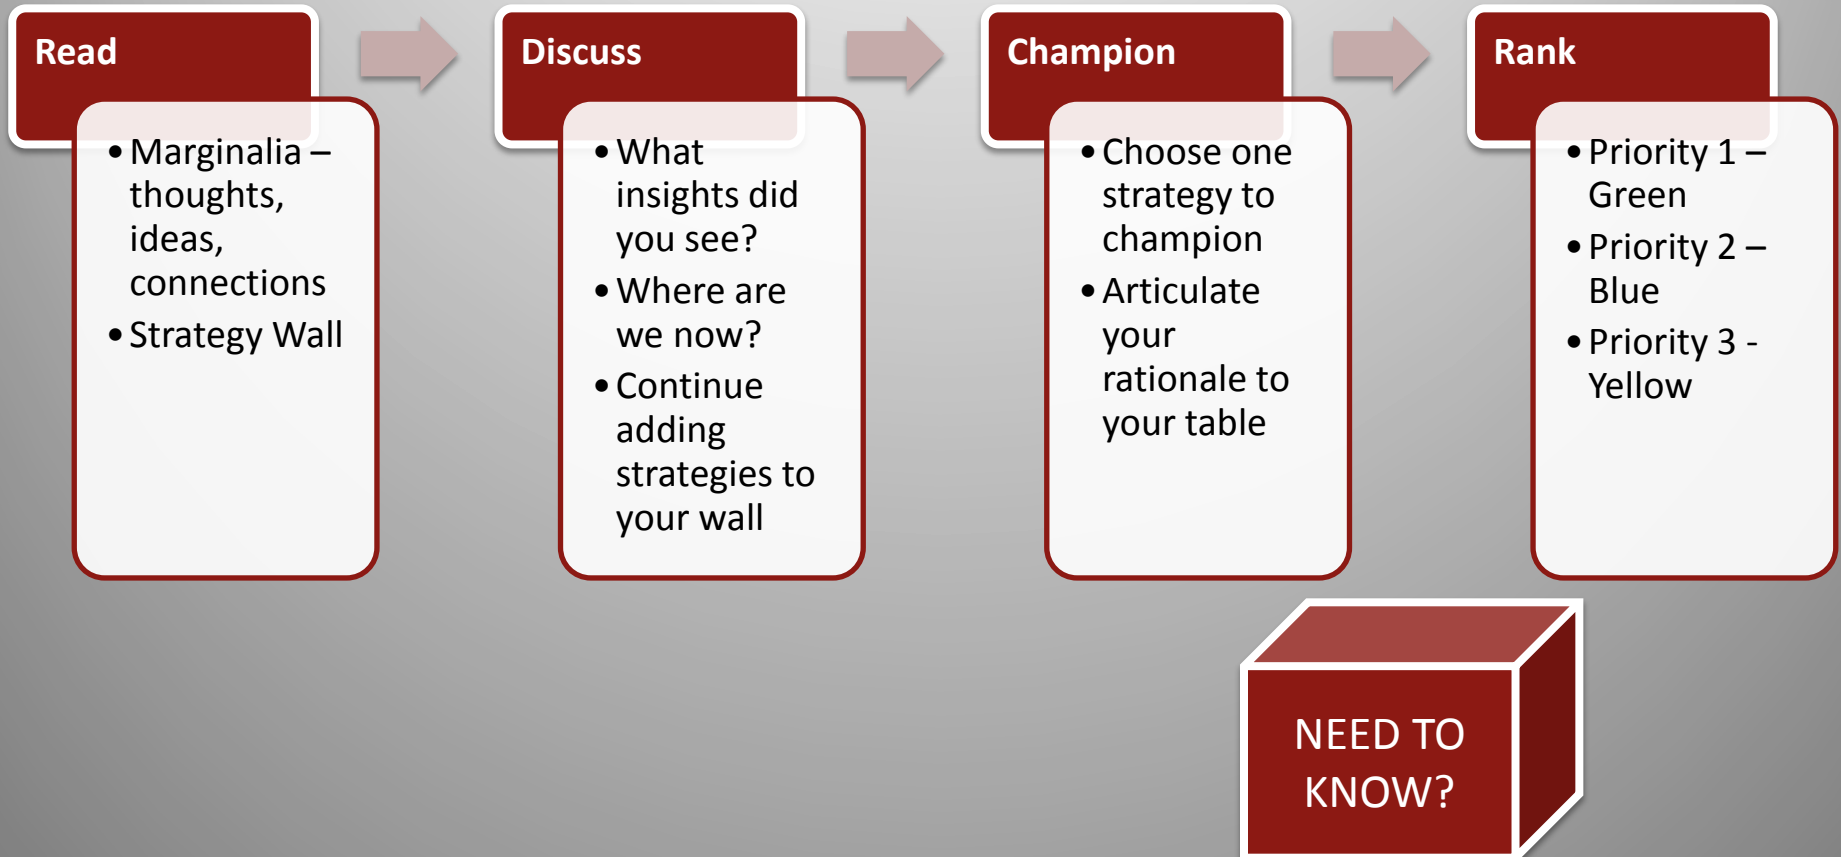 Read
• Marginalia –
thoughts,
ideas,
connections
• Strategy Wall
Discuss
• What
insights did
you see?
• Where are
we now?
• Continue
adding
strategies to
your wall
Champion
• Choose one
strategy to
champion
• Articulate
your
rationale to
your table
Rank
• Priority 1 –
Green
• Priority 2 –
Blue
• Priority 3 -
Yellow
NEED TO
KNOW?